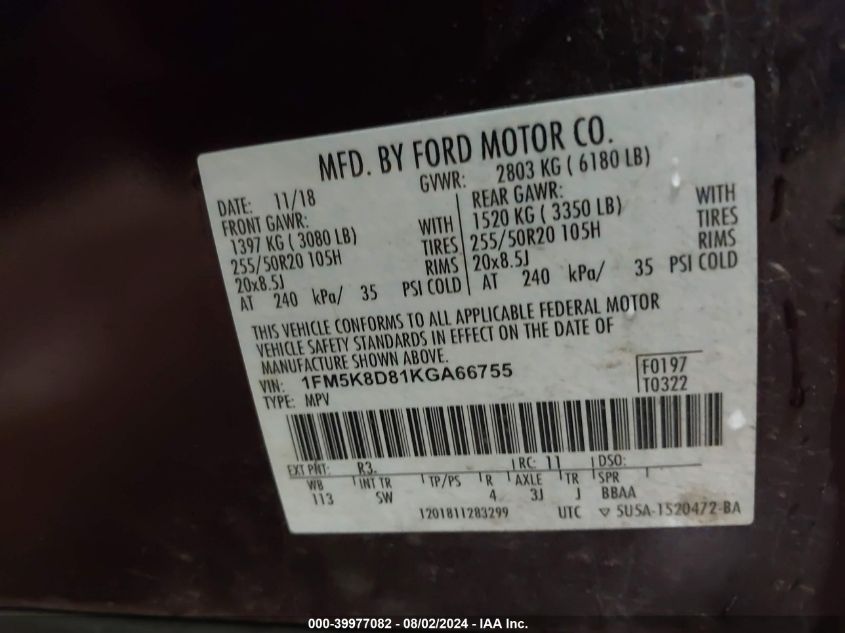 MFD. BY FORD MOTOR CO.
DATE: 11/18 GVWR: 2803 KG ( 6180 LB)
FRONT GAWR: REAR GAWR:
1397 KG ( 3080 LB) WITH 1520 KG ( 3350 LB) WITH
255/50R20 105H TIRES 255/50R20 105H TIRES
20x8.5J RIMS 20x8.5J RIMS
AT 240 kPa/ 35 PSI COLD AT 240 kPa/ 35 PSI COLD
THIS VEHICLE CONFORMS TO ALL APPLICABLE FEDERAL MOTOR
VEHICLE SAFETY STANDARDS IN EFFECT ON THE DATE OF
MANUFACTURE SHOWN ABOVE.
VIN: 1FM5K8D81KGA66755 F0197
TYPE: MPV T0322
EXT PNT: R3 RC: 11 DSO:
WB INT TR TP/PS R AXLE TR SPR
113 SW 4 3J J BBAA
1201811283299 UTC ▽ 5U5A-1520472-BA
000-39977082 - 08/02/2024 - IAA Inc.